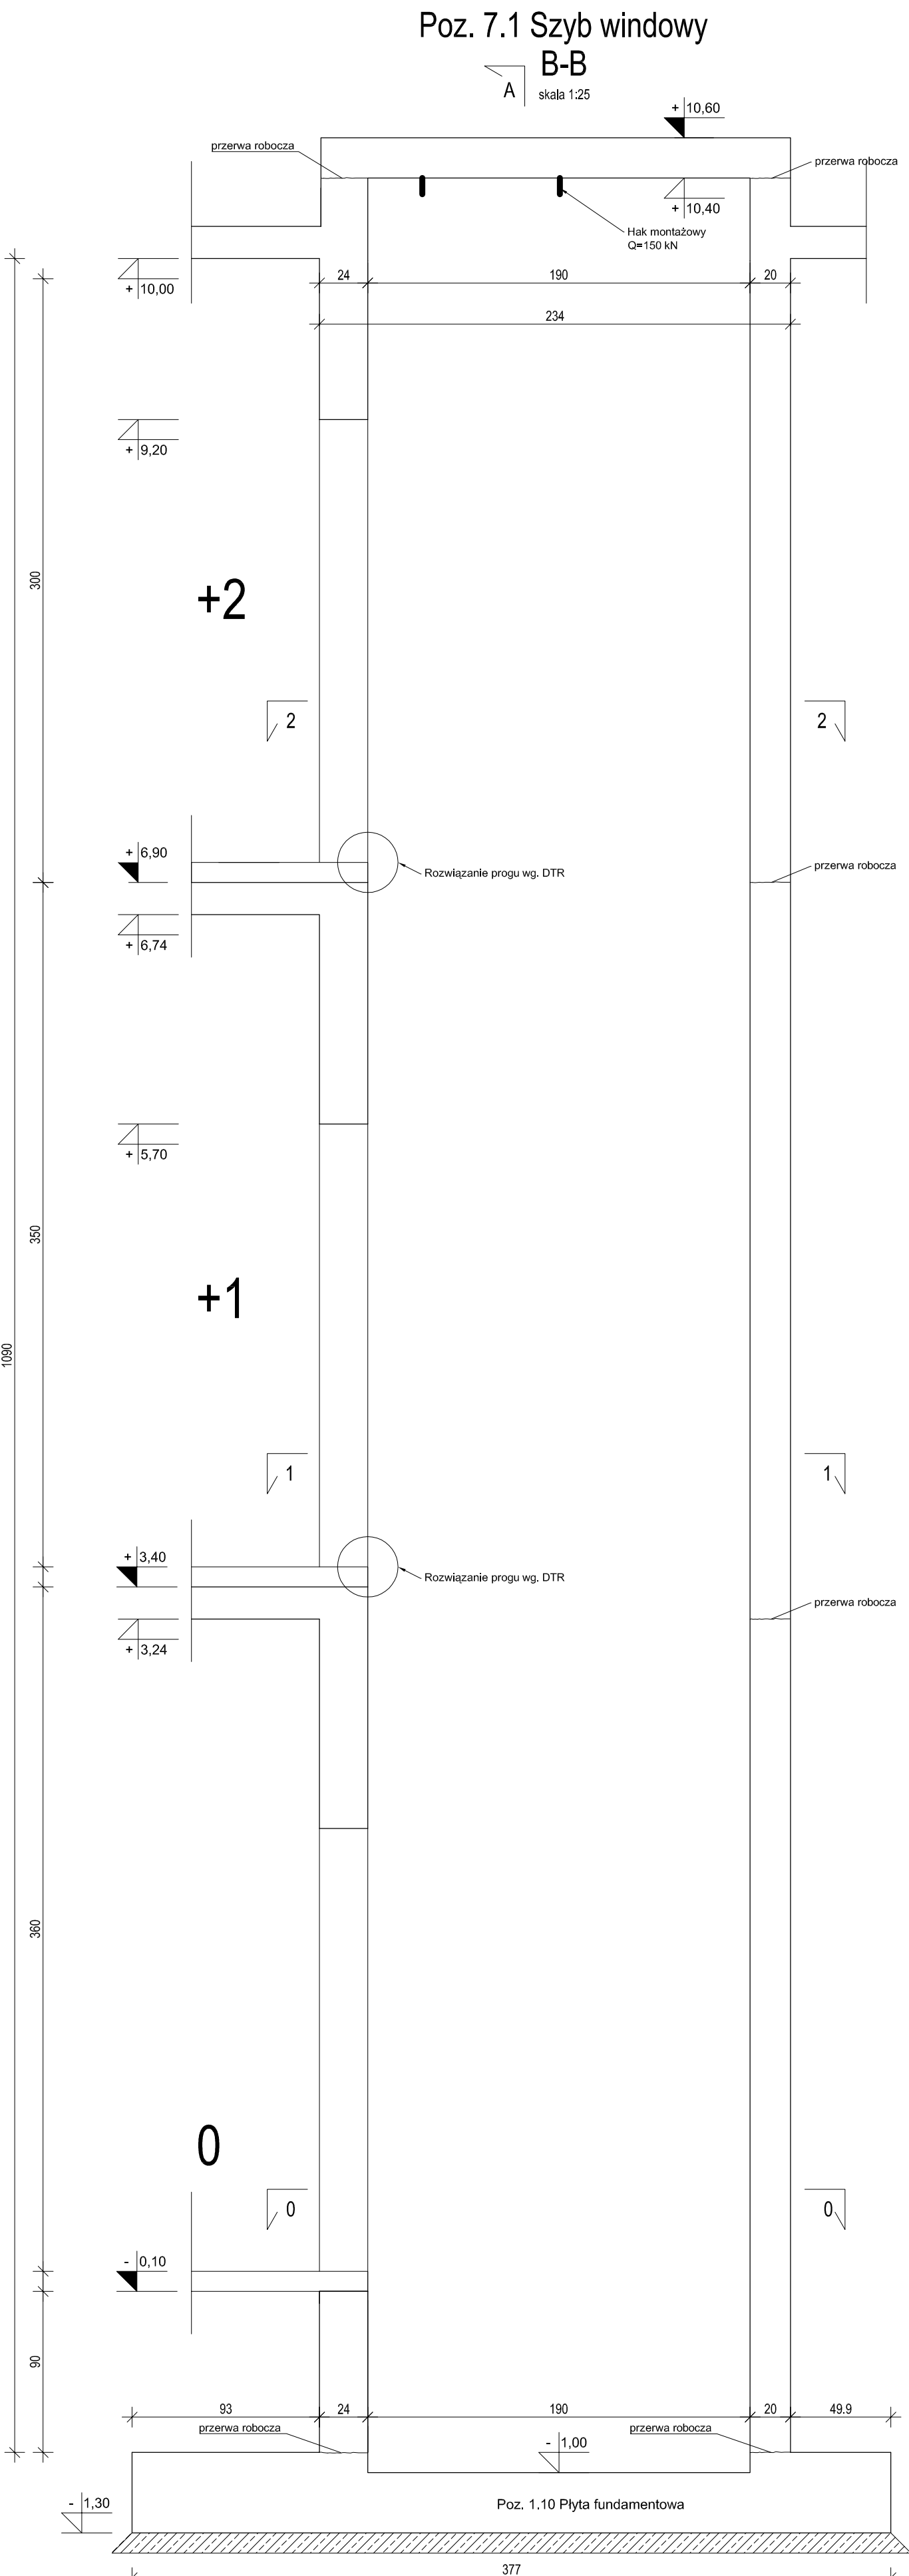 Poz. 7.1 Szyb windowy
B-B
A
skala 1:25
+ 10,60
przerwa robocza
przerwa robocza
+ 10,40
Hak montażowy
Q=150 kN
24
190
20
+ 10,00
234
+ 9,20
300
+2
2
2
+ 6,90
przerwa robocza
Rozwiązanie progu wg. DTR
+ 6,74
+ 5,70
350
+1
1090
1
1
+ 3,40
Rozwiązanie progu wg. DTR
przerwa robocza
+ 3,24
360
0
0
0
- 0,10
90
93
24
190
20
49.9
przerwa robocza
przerwa robocza
- 1,00
- 1,30
Poz. 1.10 Płyta fundamentowa
377